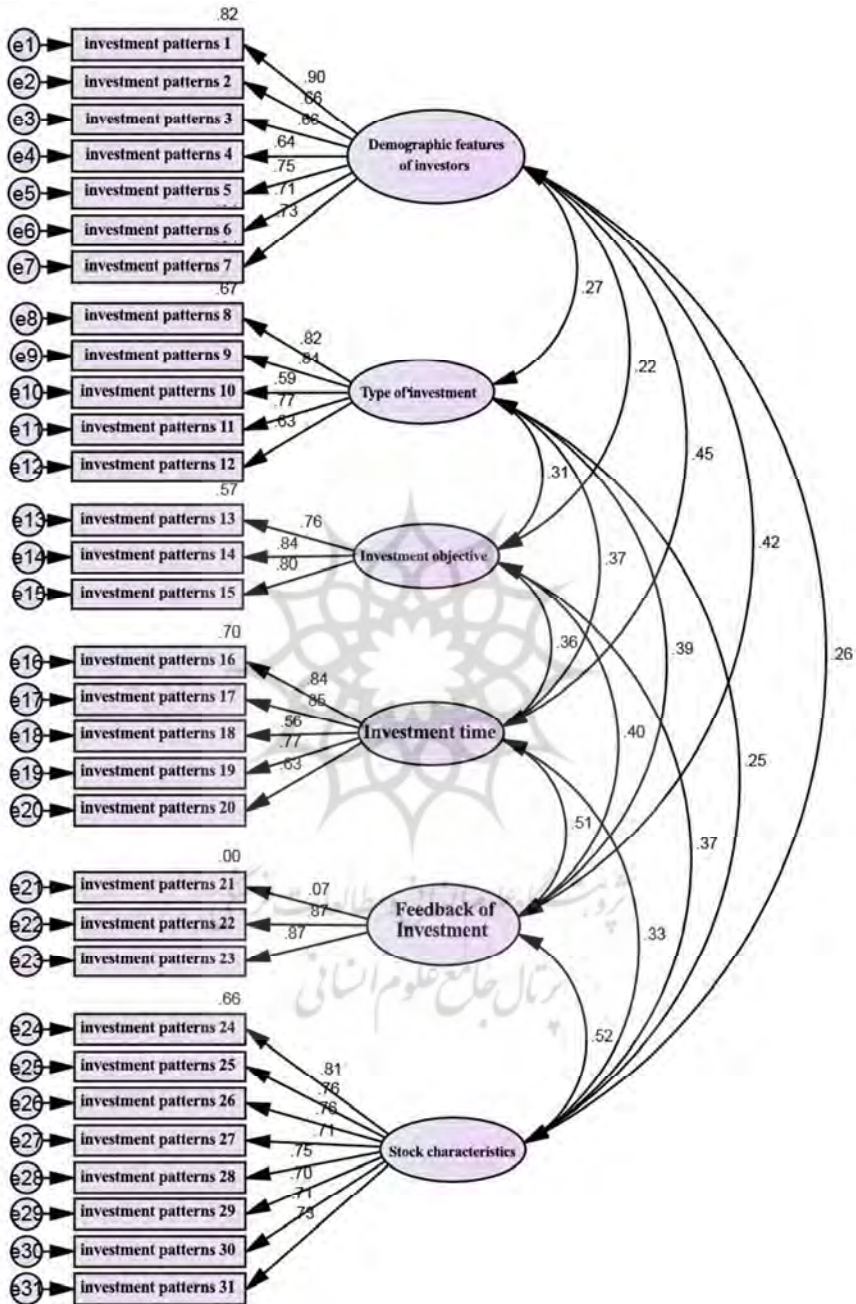 .82
e1 investment patterns 1
.90
e2 investment patterns 2
.66
e3 investment patterns 3
.66
Demographic features
of investors
e4 investment patterns 4
.64
e5 investment patterns 5
.75
e6 investment patterns 6
.71
e7 investment patterns 7
.73
.27
.67
e8 investment patterns 8
.82
e9 investment patterns 9
.81
.22
e10 investment patterns 10
.59
Type of investment
e11 investment patterns 11
.77
e12 investment patterns 12
.63
.31
.45
.57
e13 investment patterns 13
.76
e14 investment patterns 14
.84
Investment objective
.37
.42
e15 investment patterns 15
.80
.70
.36
.39
.26
e16 investment patterns 16
.84
e17 investment patterns 17
.85
e18 investment patterns 18
.56
Investment time
.40
e19 investment patterns 19
.77
e20 investment patterns 20
.63
.25
.51
.37
.00
e21 investment patterns 21
.07
e22 investment patterns 22
.87
Feedback of
Investment
e23 investment patterns 23
.87
.33
پرتال جامع علوم انسانی
.66
e24 investment patterns 24
.52
e25 investment patterns 25
.81
e26 investment patterns 26
.76
.76
e27 investment patterns 27
.71
Stock characteristics
e28 investment patterns 28
.75
e29 investment patterns 29
.70
e30 investment patterns 30
.71
e31 investment patterns 31
.73